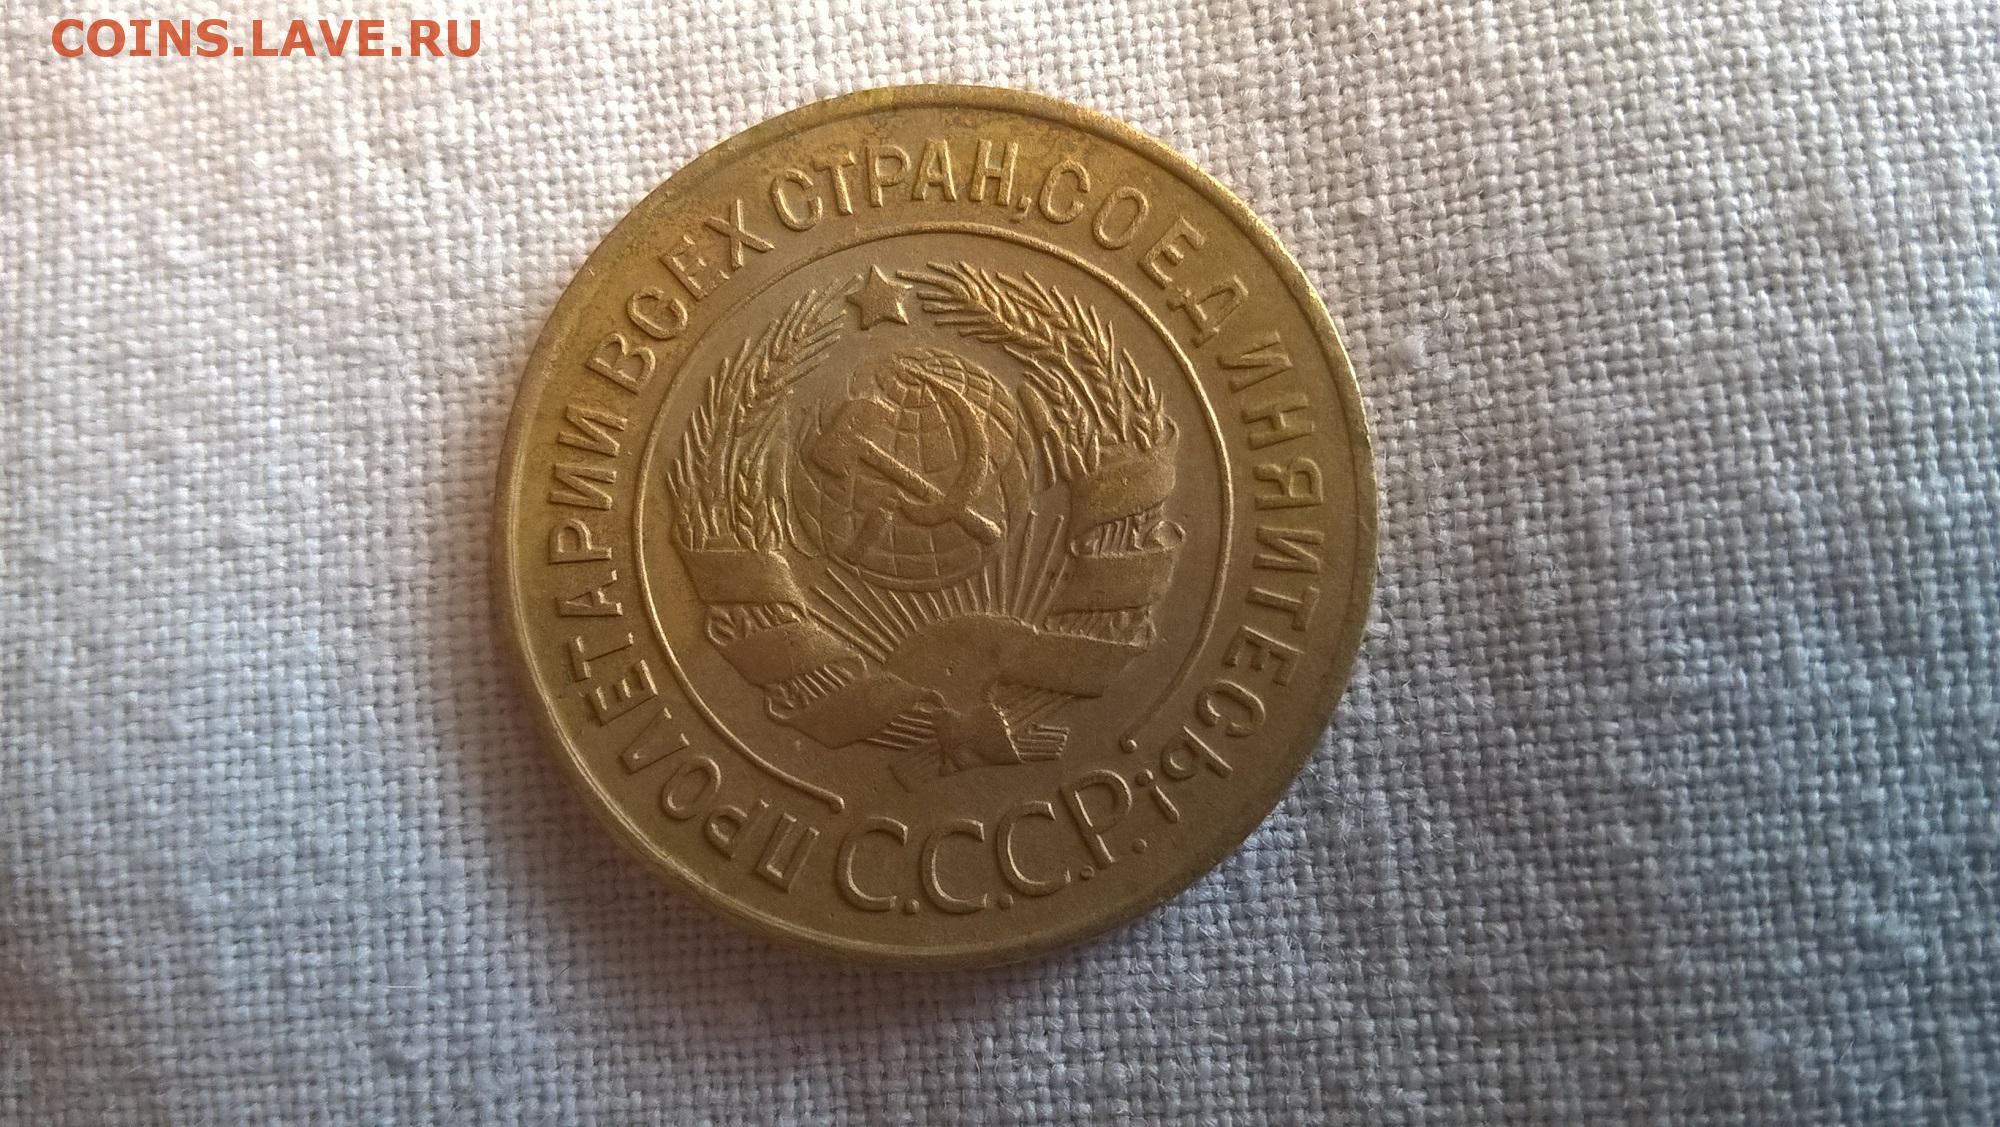 COINS.LAVE.RU
ПРОЛЕТАРИИ ВСЕХ СТРАН, СОЕДИНЯЙТЕСЬ!
С.С.С.Р.